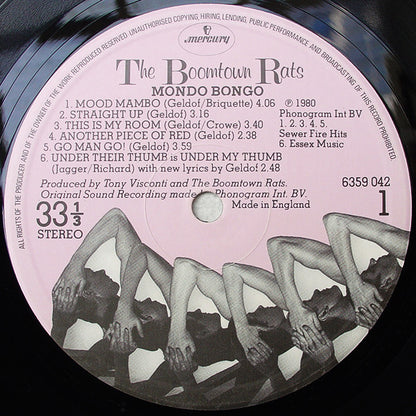 ALL RIGHTS OF THE PRODUCER AND OF THE OWNER OF THE WORK REPRODUCED RESERVED. UNAUTHORISED COPYING, HIRING, LENDING, PUBLIC PERFORMANCE AND BROADCASTING OF THIS RECORD PROHIBITED.
mercury
The Boomtown Rats
MONDO BONGO
1 MOOD MAMBO (Geldof/Briquette) 4.06
2. STRAIGHT UP (Geldof) 3.16
3. THIS IS MY ROOM (Geldof/Crowe) 3.40
4. ANOTHER PIECE OF RED (Geldof) 2.38
5. GO MAN GO! 3.59
6. UNDER THEIR THUMB is UNDER MY THUMB
(Jagger/Richard) with new lyrics by Geldof 2.48
℗ 1980
Phonogram Int BV
1. 2. 3. 4. 5.
Sewer Fire Hits
6. Essex Music
Produced by Tony Visconti and The Boomtown Rats.
Original Sound Recording made by Phonogram Int. BV.
33 1/3
STEREO
Made in England
6359 042
1